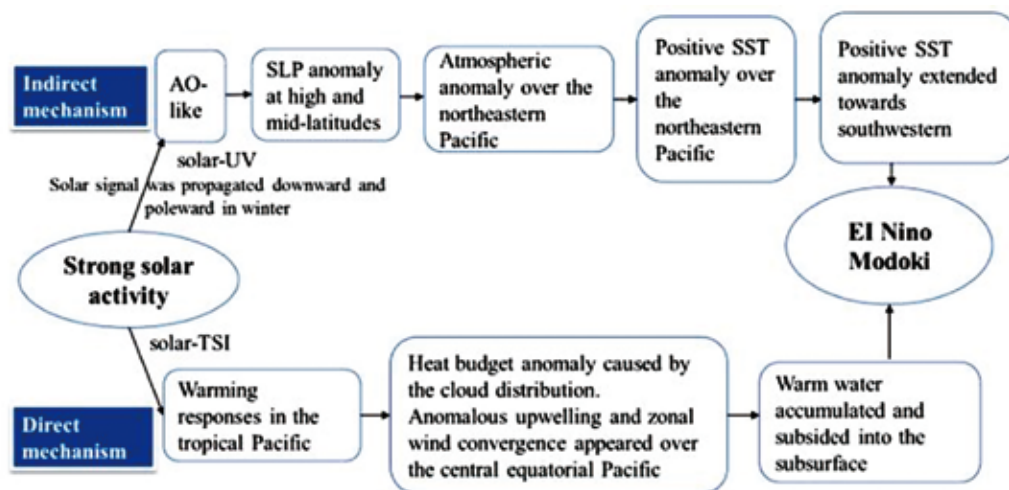 Indirect
mechanism
AO-
like
SLP anomaly
at high and
mid-latitudes
Atmospheric
anomaly over the
northeastern
Pacific
Positive SST
anomaly over
the
northeastern
Pacific
Positive SST
anomaly extended
towards
southwestern
solar-UV
Solar signal was propagated downward and
poleward in winter
Strong solar
activity
EI Nino
Modoki
solar-TSI
Direct
mechanism
Warming
responses in the
tropical Pacific
Heat budget anomaly caused by
the cloud distribution.
Anomalous upwelling and zonal
wind convergence appeared over
the central equatorial Pacific
Warm water
accumulated and
subsided into the
subsurface